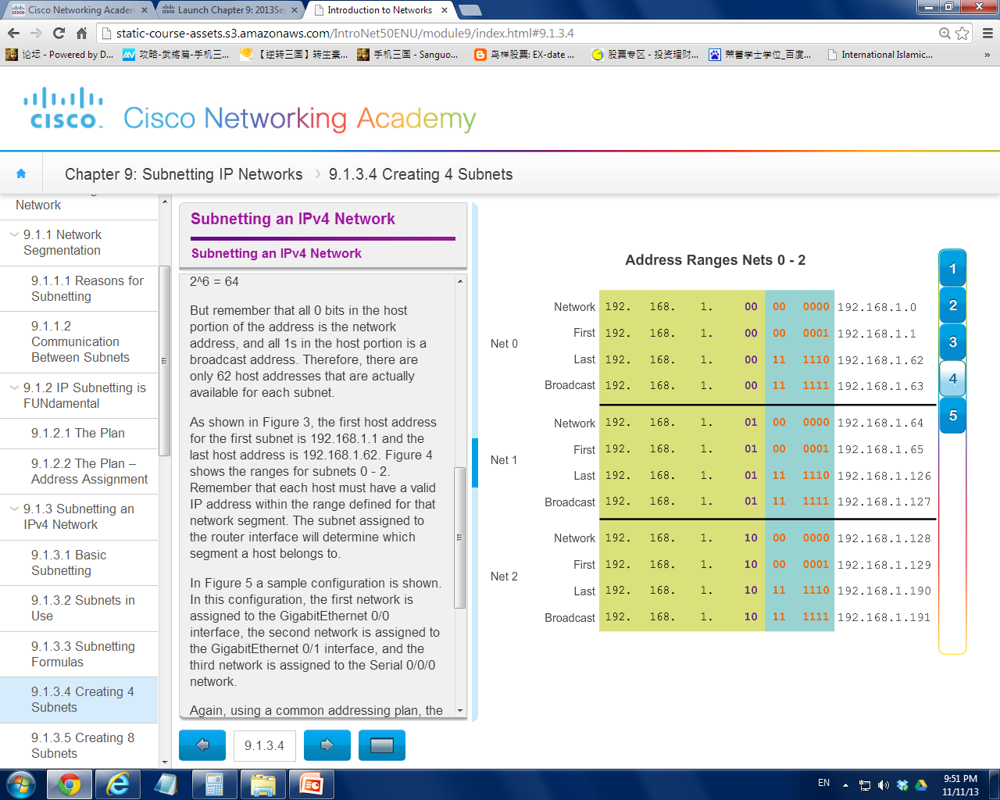 Cisco Networking Academ
Launch Chapter 9: 2013Se
Introduction to Networks
static-course-assets.s3.amazonaws.com/IntroNet50ENU/module9/index.html#9.1.3.4
论坛 - Powered by D...
攻略-武将篇-手机三...
【逆转三国】转生素...
手机三国 - Sanguo...
鸟样股票: EX-date ...
股票专区 - 投资理财...
荣誉学士学位_百度...
International Islamic...
»
CISCO. Cisco Networking Academy
Chapter 9: Subnetting IP Networks
9.1.3.4 Creating 4 Subnets
Network
9.1.1 Network
Segmentation
9.1.1.1 Reasons for
Subnetting
9.1.1.2
Communication
Between Subnets
9.1.2 IP Subnetting is
FUNdamental
9.1.2.1 The Plan
9.1.2.2 The Plan –
Address Assignment
9.1.3 Subnetting an
IPv4 Network
9.1.3.1 Basic
Subnetting
9.1.3.2 Subnets in
Use
9.1.3.3 Subnetting
Formulas
9.1.3.4 Creating 4
Subnets
9.1.3.5 Creating 8
Subnets
Subnetting an IPv4 Network
Subnetting an IPv4 Network
2^6 = 64
But remember that all 0 bits in the host
portion of the address is the network
address, and all 1s in the host portion is a
broadcast address. Therefore, there are
only 62 host addresses that are actually
available for each subnet.
As shown in Figure 3, the first host address
for the first subnet is 192.168.1.1 and the
last host address is 192.168.1.62. Figure 4
shows the ranges for subnets 0 - 2.
Remember that each host must have a valid
IP address within the range defined for that
network segment. The subnet assigned to
the router interface will determine which
segment a host belongs to.
In Figure 5 a sample configuration is shown.
In this configuration, the first network is
assigned to the GigabitEthernet 0/0
interface, the second network is assigned to
the GigabitEthernet 0/1 interface, and the
third network is assigned to the Serial 0/0/0
network.
Again, using a common addressing plan, the
9.1.3.4
Address Ranges Nets 0 - 2
Net 0
Network 192. 168. 1. 00 00 0000 192.168.1.0
First 192. 168. 1. 00 00 0001 192.168.1.1
Last 192. 168. 1. 00 11 1110 192.168.1.62
Broadcast 192. 168. 1. 00 11 1111 192.168.1.63
Net 1
Network 192. 168. 1. 01 00 0000 192.168.1.64
First 192. 168. 1. 01 00 0001 192.168.1.65
Last 192. 168. 1. 01 11 1110 192.168.1.126
Broadcast 192. 168. 1. 01 11 1111 192.168.1.127
Net 2
Network 192. 168. 1. 10 00 0000 192.168.1.128
First 192. 168. 1. 10 00 0001 192.168.1.129
Last 192. 168. 1. 10 11 1110 192.168.1.190
Broadcast 192. 168. 1. 10 11 1111 192.168.1.191
1
2
3
4
5
EN
9:51 PM
11/11/13